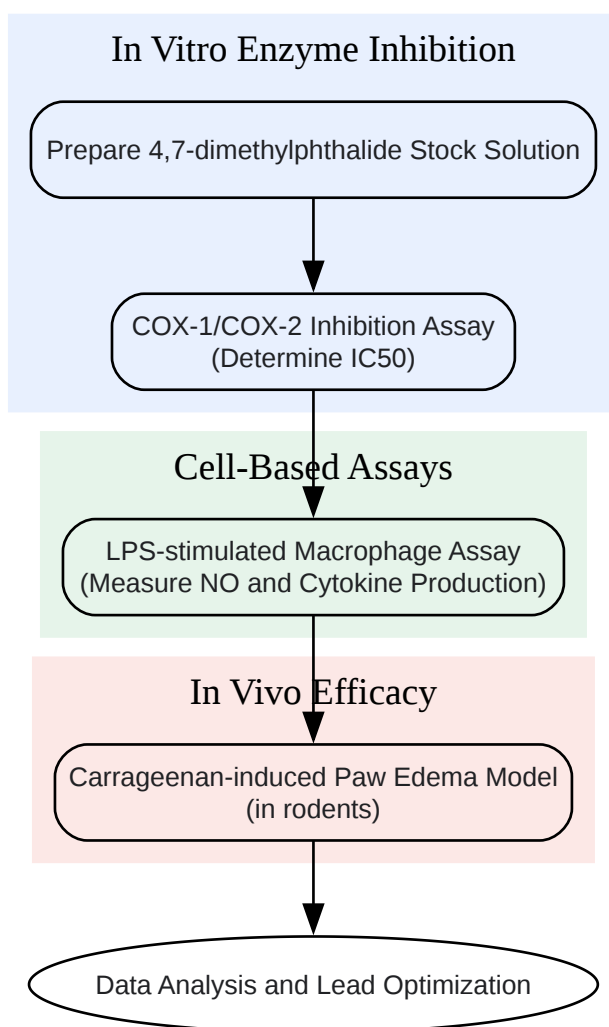 In Vitro Enzyme Inhibition
Prepare 4,7-dimethylphthalide Stock Solution
COX-1/COX-2 Inhibition Assay
(Determine IC50)
Cell-Based Assays
LPS-stimulated Macrophage Assay
(Measure NO and Cytokine Production)
In Vivo Efficacy
Carrageenan-induced Paw Edema Model
(in rodents)
Data Analysis and Lead Optimization